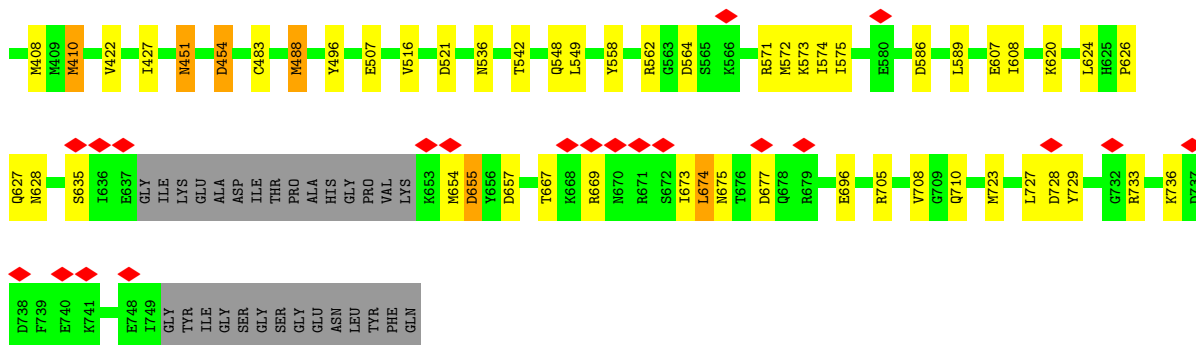 M408 M409 M410 V422 I427 N451 D454 C483 M488 Y496 E507 V516 D521 N536 T542 Q548 L549 Y558 R562 G563 D564 S565 K566 R571 M572 K573 I574 I575 E580 D586 L589 E607 I608 K620 L624 H625 P626
Q627 N628 S635 I636 E637 GLY ILE LYS GLU ALA ASP ILE THR PRO ALA HIS GLY PRO VAL LYS K653 M654 D655 Y656 D657 T667 K668 R669 N670 R671 S672 I673 L674 N675 T676 D677 Q678 R679 E696 R705 V708 G709 Q710 M723 L727 D728 Y729 G732 R733 K736 D737
D738 F739 E740 K741 E748 I749 GLY TYR ILE GLY SER GLY SER GLY GLU ASN LEU TYR PHE GLN